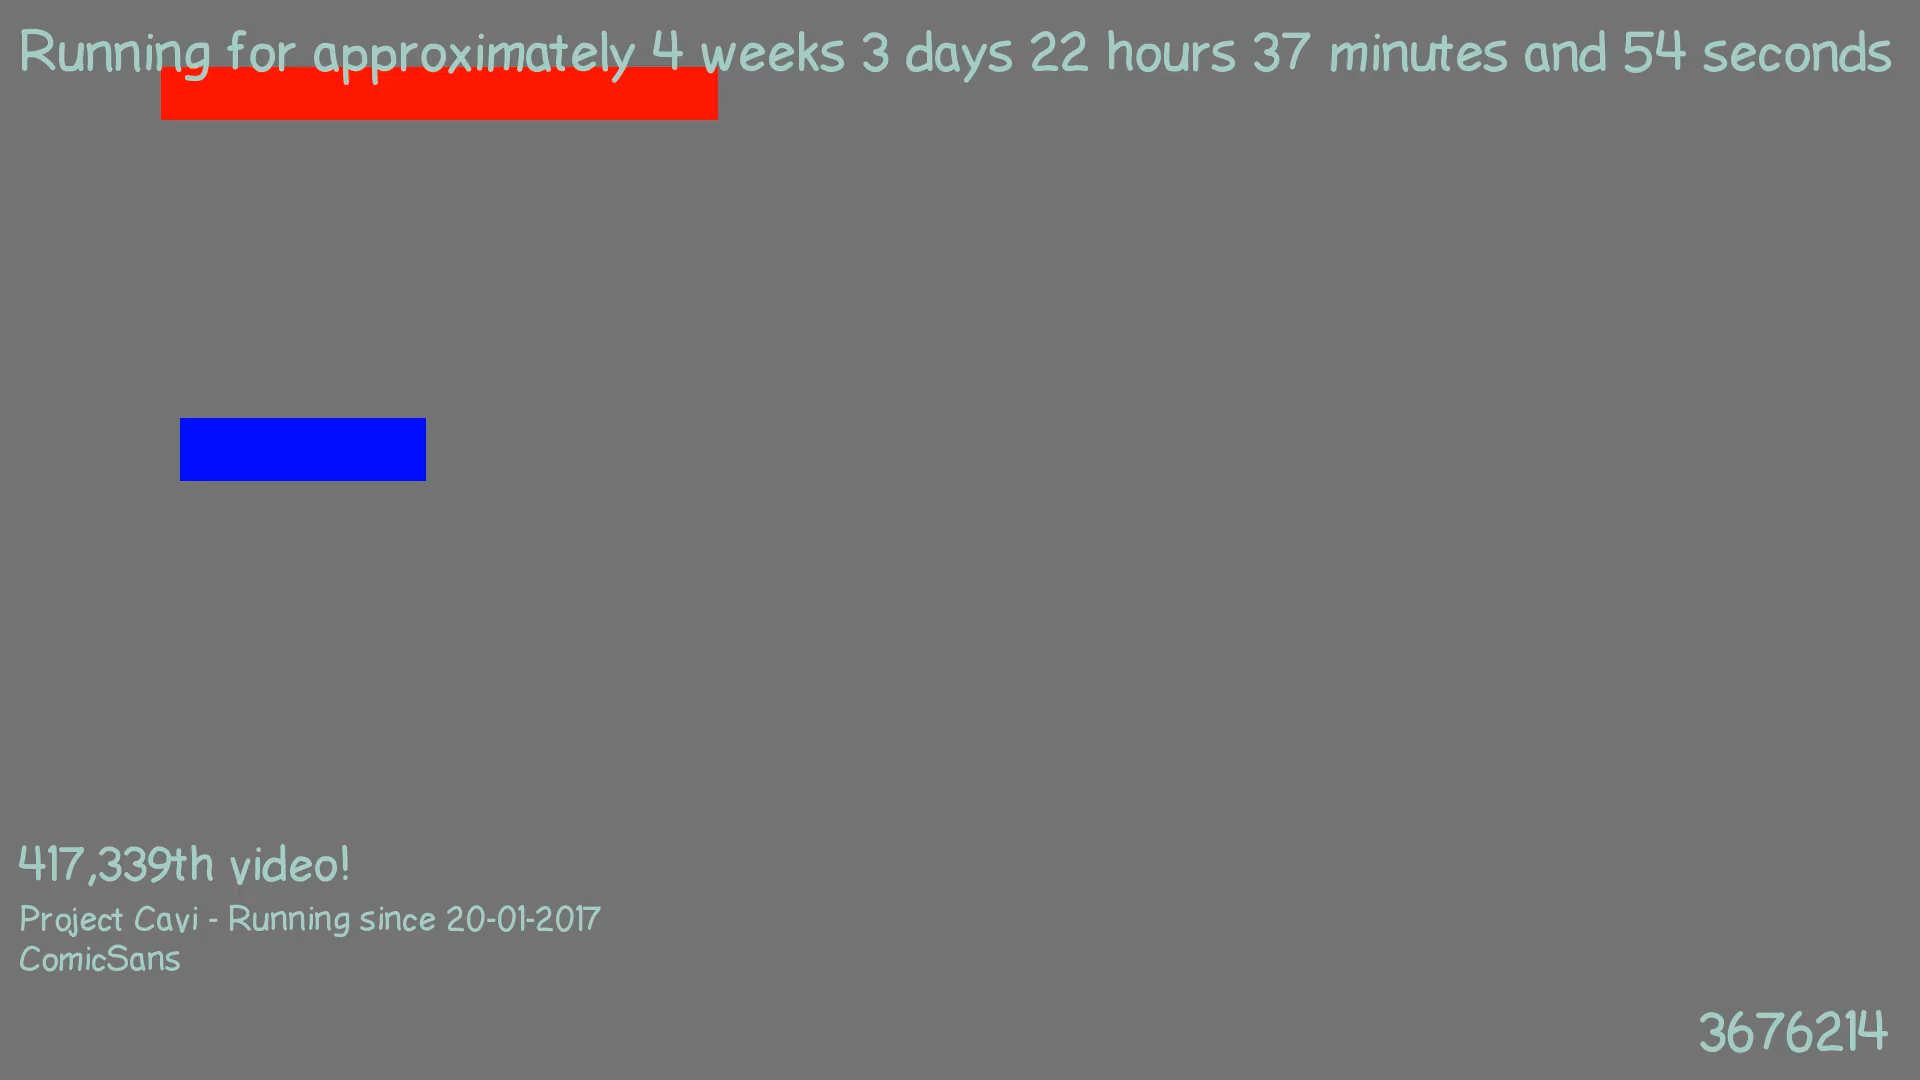 Running for approximately 4 weeks 3 days 22 hours 37 minutes and 54 seconds
417,339th video!
Project Cavi - Running since 20-01-2017
ComicSans
3676214